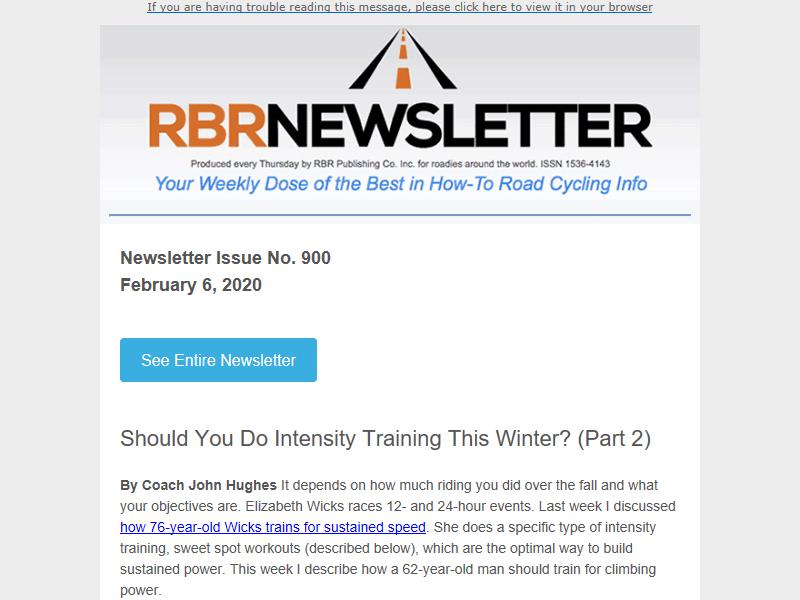 If you are having trouble reading this message, please click here to view it in your browser
RBRNEWSLETTER
Produced every Thursday by RBR Publishing Co. Inc. for roadies around the world. ISSN 1536-4143
Your Weekly Dose of the Best in How-To Road Cycling Info
Newsletter Issue No. 900
February 6, 2020
See Entire Newsletter
Should You Do Intensity Training This Winter? (Part 2)
By Coach John Hughes It depends on how much riding you did over the fall and what
your objectives are. Elizabeth Wicks races 12- and 24-hour events. Last week I discussed
how 76-year-old Wicks trains for sustained speed. She does a specific type of intensity
training, sweet spot workouts (described below), which are the optimal way to build
sustained power. This week I describe how a 62-year-old man should train for climbing
power.